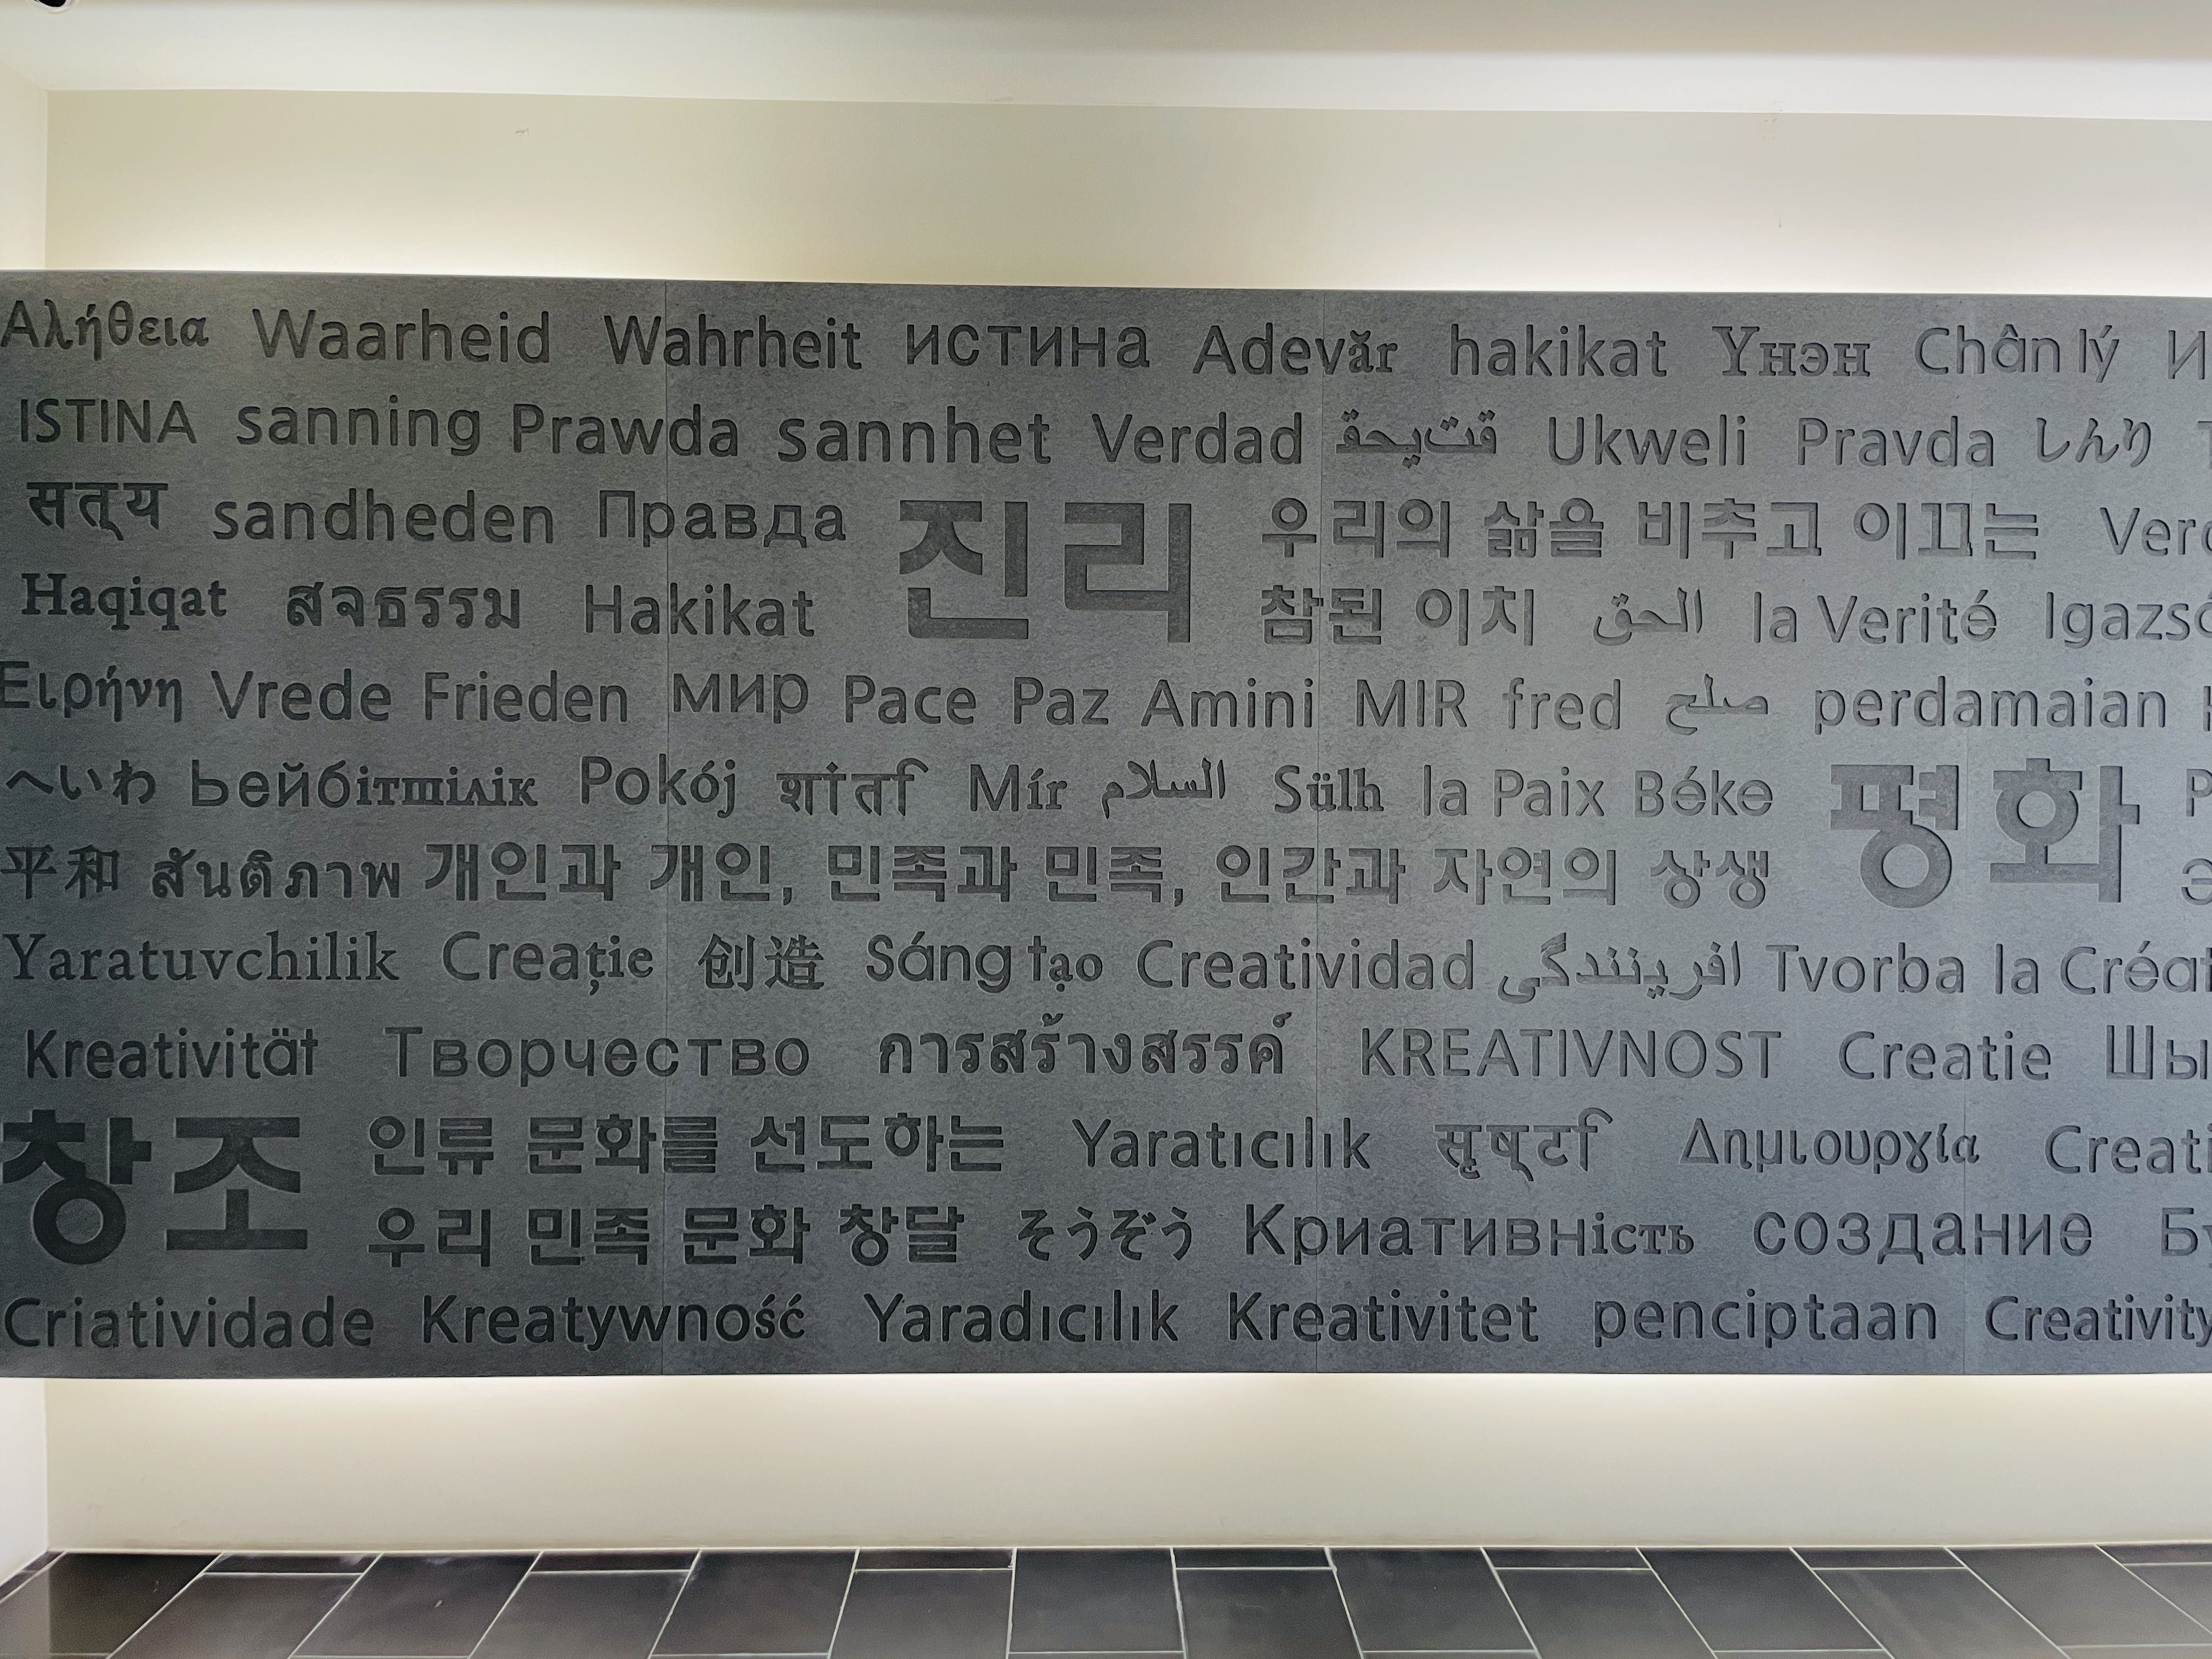 Αλήθεια Waarheid Wahrheit истина Adevăr hakikat Үнэн Chân lý
ISTINA sanning Prawda sannhet Verdad قت‌يحقـ Ukweli Pravda しんり
सत्य sandheden Правда 진리 우리의 삶을 비추고 이끄는
Haqiqat สจธรรม Hakikat 참된 이치 الحق la Verité
Ειρήνη Vrede Frieden мир Pace Paz Amini MIR fred صلح perdamaian
へいわ Ьейбітшілік Pokój शांति Mír السلام Sülh la Paix Béke 평화
平和 สันติภาพ 개인과 개인, 민족과 민족, 인간과 자연의 상생
Yaratuvchilik Creație 创造 Sáng tạo Creatividad افرینندگی Tvorba la
Kreativität Творчество การสร้างสรรค์ KREATIVNOST Creatie
창조 인류 문화를 선도하는 Yaratıcılık सृष्टि Δημιουργία
우리 민족 문화 창달 そうぞう Криативність создание
Criatividade Kreatywność Yaradıcılık Kreativitet penciptaan Creativity